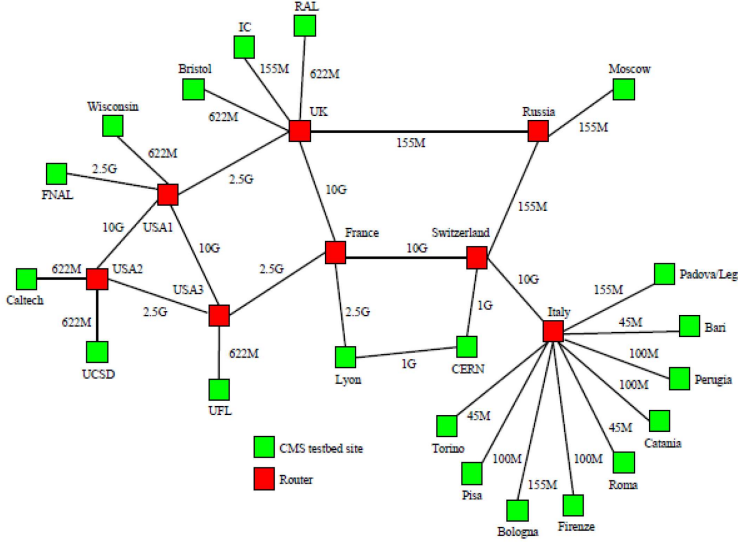 RAL
IC
155M
622M
Bristol
622M
UK
Moscow
Russia
155M
155M
Wisconsin
622M
2.5G
FNAL
2.5G
10G
USA1
10G
10G
155M
France
10G
Switzerland
622M
USA2
Caltech
622M
UCSD
2.5G
USA3
2.5G
622M
UFL
2.5G
Lyon
1G
1G
CERN
10G
Italy
155M
Padova/Leg
45M
Bari
100M
Perugia
100M
Catania
45M
Roma
45M
Torino
100M
Pisa
155M
Bologna
100M
Firenze
CMS testbed site
Router